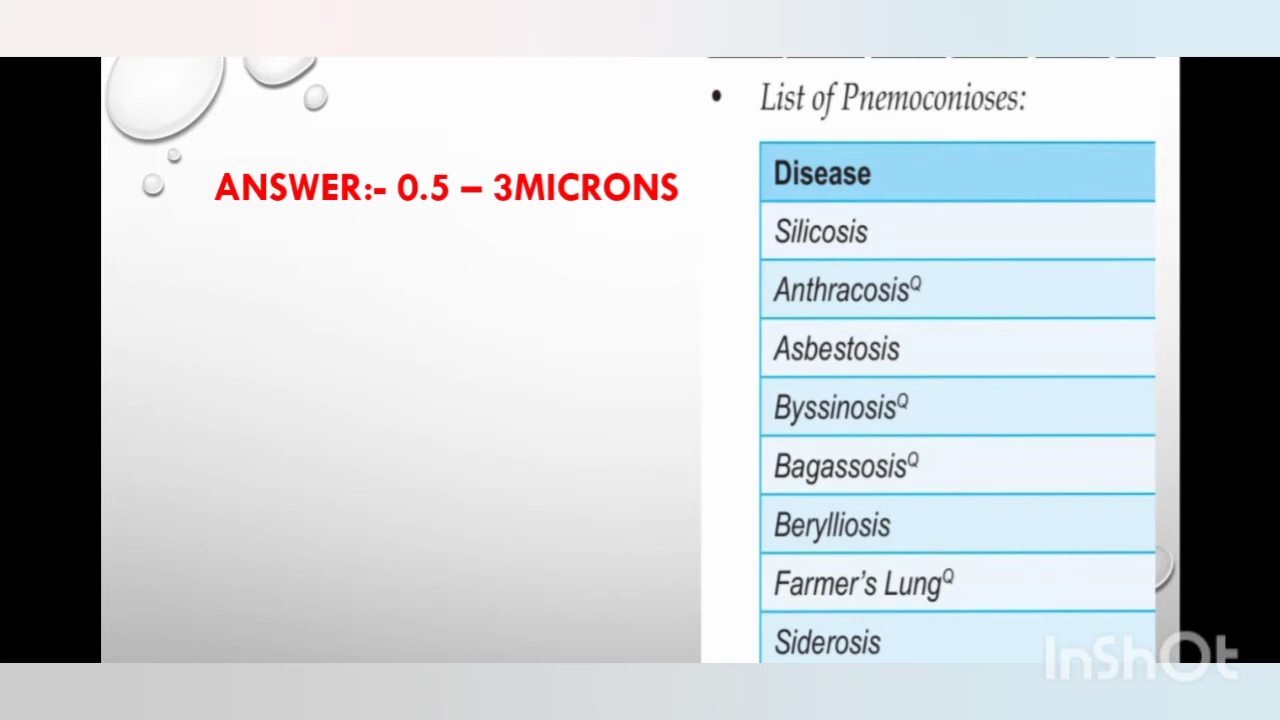 ANSWER:- 0.5 – 3MICRONS
• List of Pnemoconioses:
Disease
Silicosis
AnthracosisQ
Asbestosis
ByssinosisQ
BagassosisQ
Berylliosis
Farmer's LungQ
Siderosis
InShOt